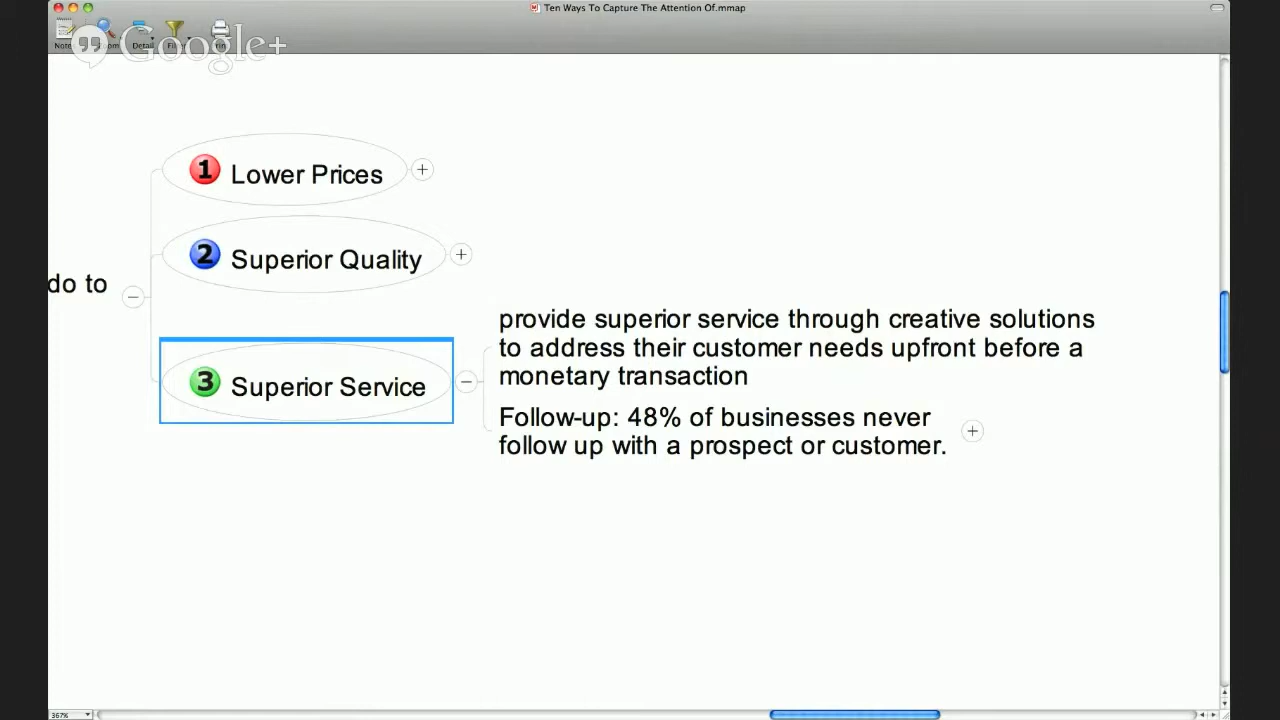 Ten Ways To Capture The Attention Of.mmap
Detail
Google+
1 Lower Prices
2 Superior Quality
do to
3 Superior Service
provide superior service through creative solutions
to address their customer needs upfront before a
monetary transaction
Follow-up: 48% of businesses never
follow up with a prospect or customer.
367%